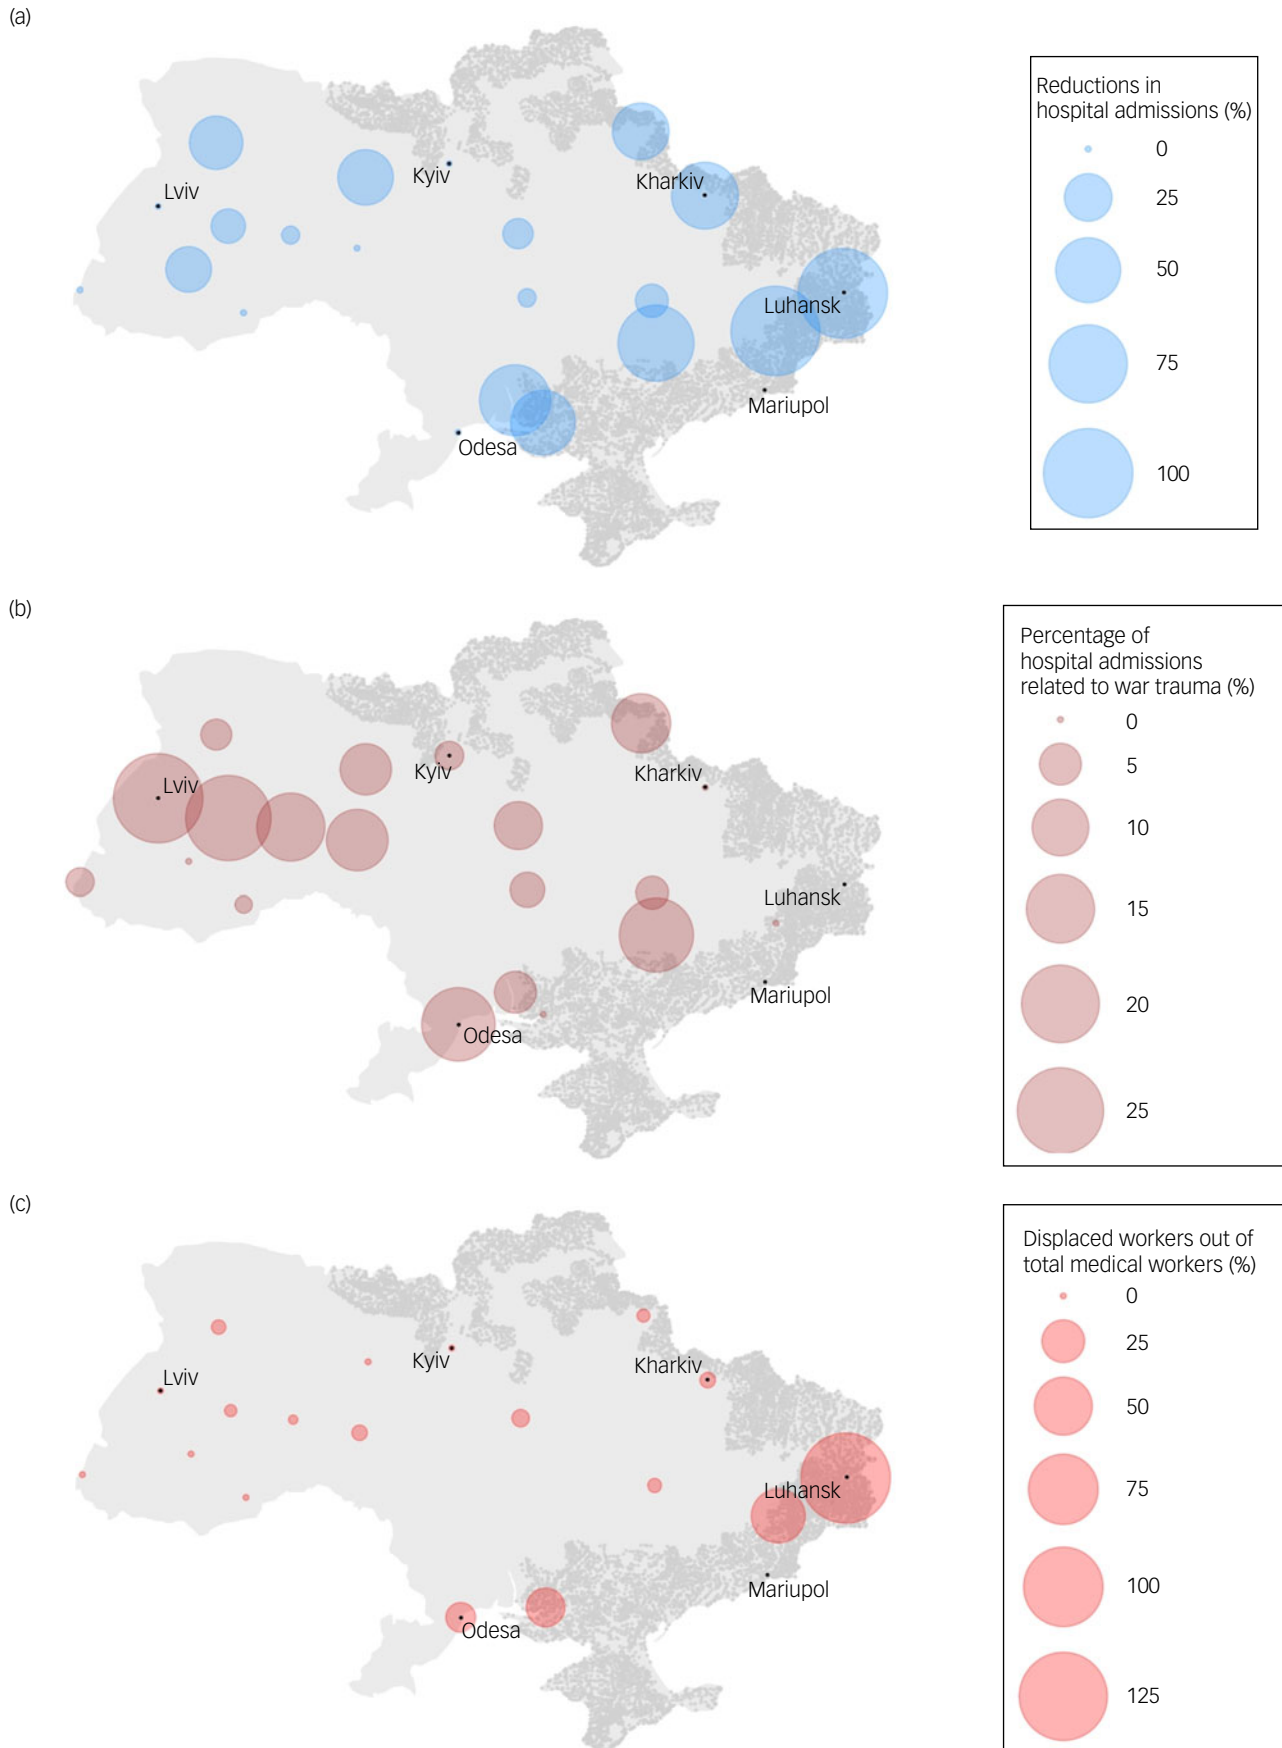 (a)
Lviv
Kyiv
Kharkiv
Luhansk
Mariupol
Odesa
Reductions in
hospital admissions (%)
0
25
50
75
100
(b)
Lviv
Kyiv
Kharkiv
Luhansk
Mariupol
Odesa
Percentage of
hospital admissions
related to war trauma (%)
0
5
10
15
20
25
(c)
Lviv
Kyiv
Kharkiv
Luhansk
Mariupol
Odesa
Displaced workers out of
total medical workers (%)
0
25
50
75
100
125